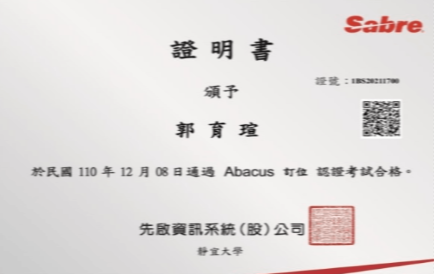 Sabre
證明書
證號：1BS20211700
頒予
郭育瑄
於民國 110 年 12 月 08 日通過 Abacus 訂位 認證考試合格。
先啟資訊系統(股)公司
靜宜大學